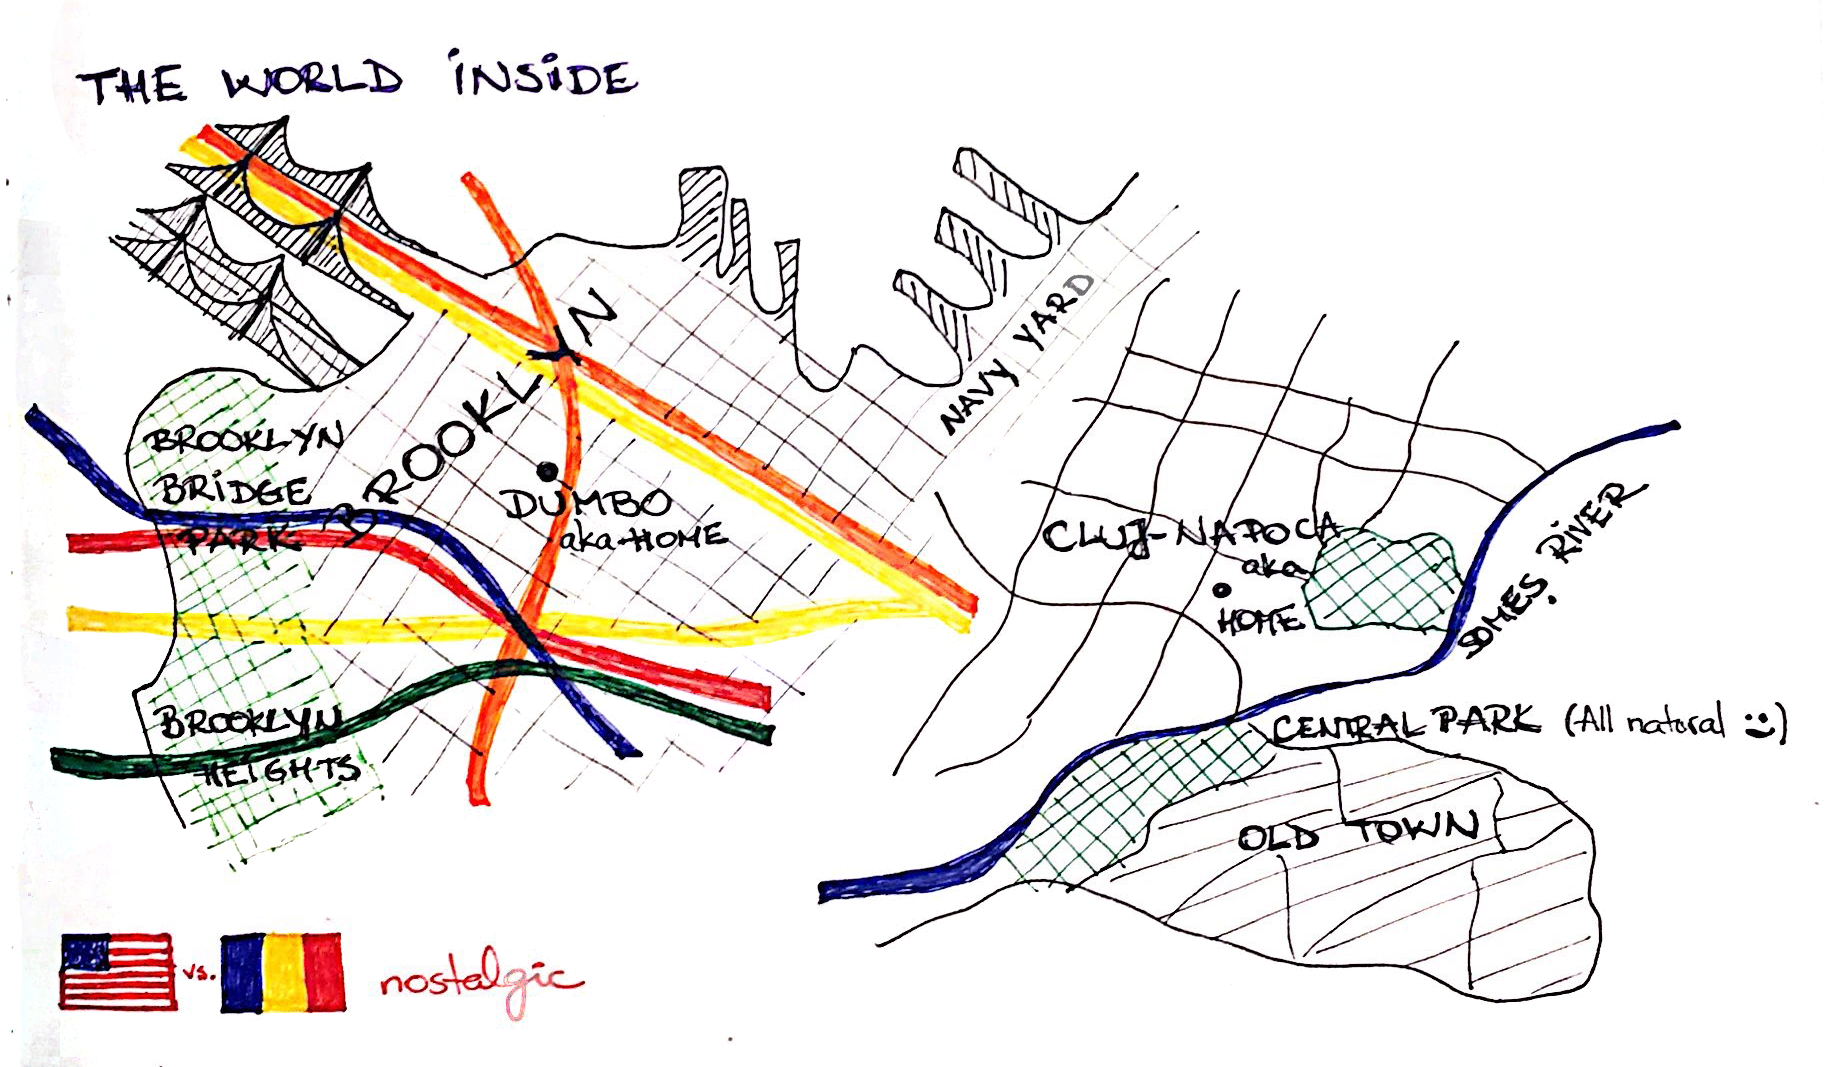 THE WORLD INSIDE
BROOKLYN
NAVY YARD
BROOKLYN
BRIDGE
PARK
DUMBO
aka HOME
BROOKLYN
HEIGHTS
CLUJ-NAPOCA
aka
HOME
SOMEȘ RIVER
CENTRAL PARK (All natural :))
OLD TOWN
vs.
nostalgic